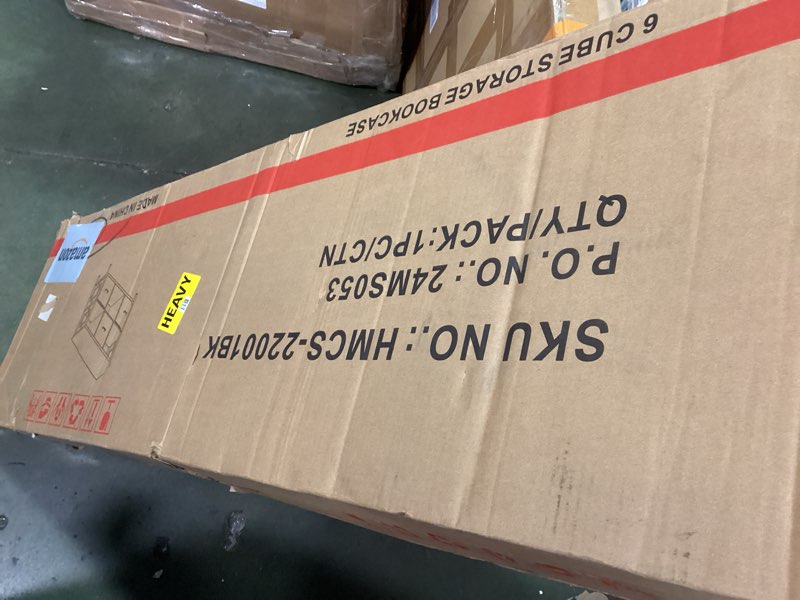 6 CUBE STORAGE BOOKCASE
MADE IN CHINA
SKU NO.: HMCS-22001BK
P.O. NO.: 24MS053
QTY/PACK:1PC/CTN
HEAVY
amazon